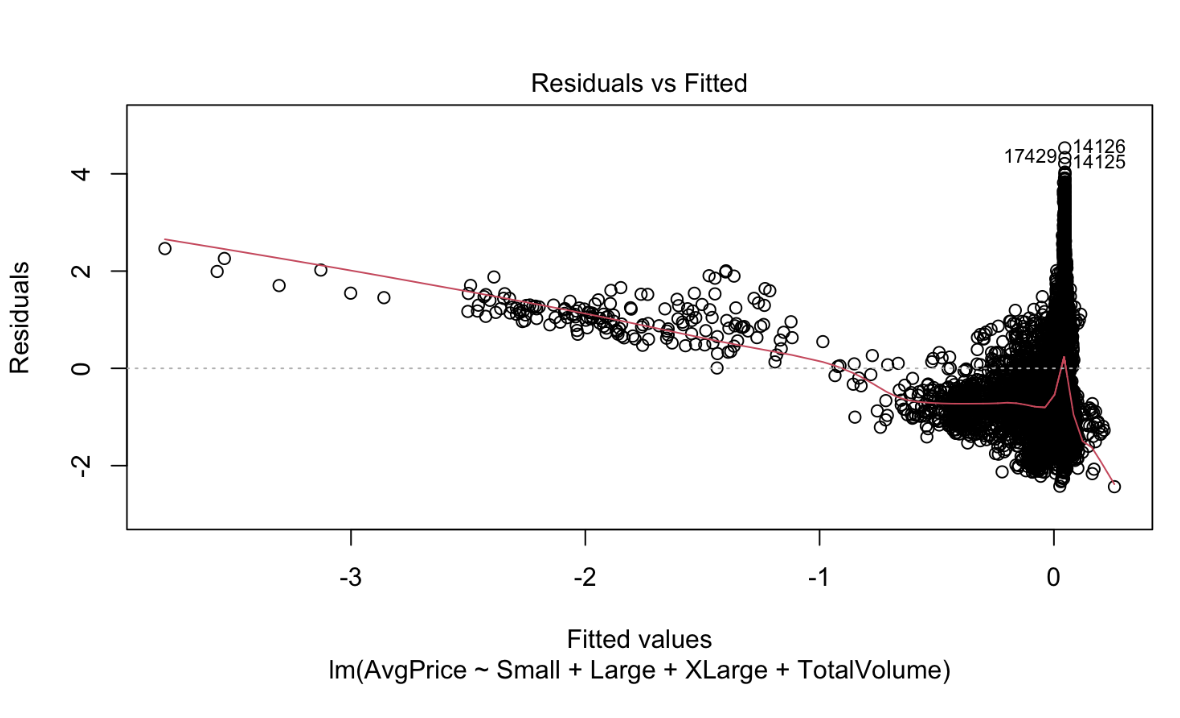 Residuals vs Fitted
Residuals
4
2
0
-2
17429
14126
14125
-3
-2
-1
0
Fitted values
lm(AvgPrice ~ Small + Large + XLarge + TotalVolume)